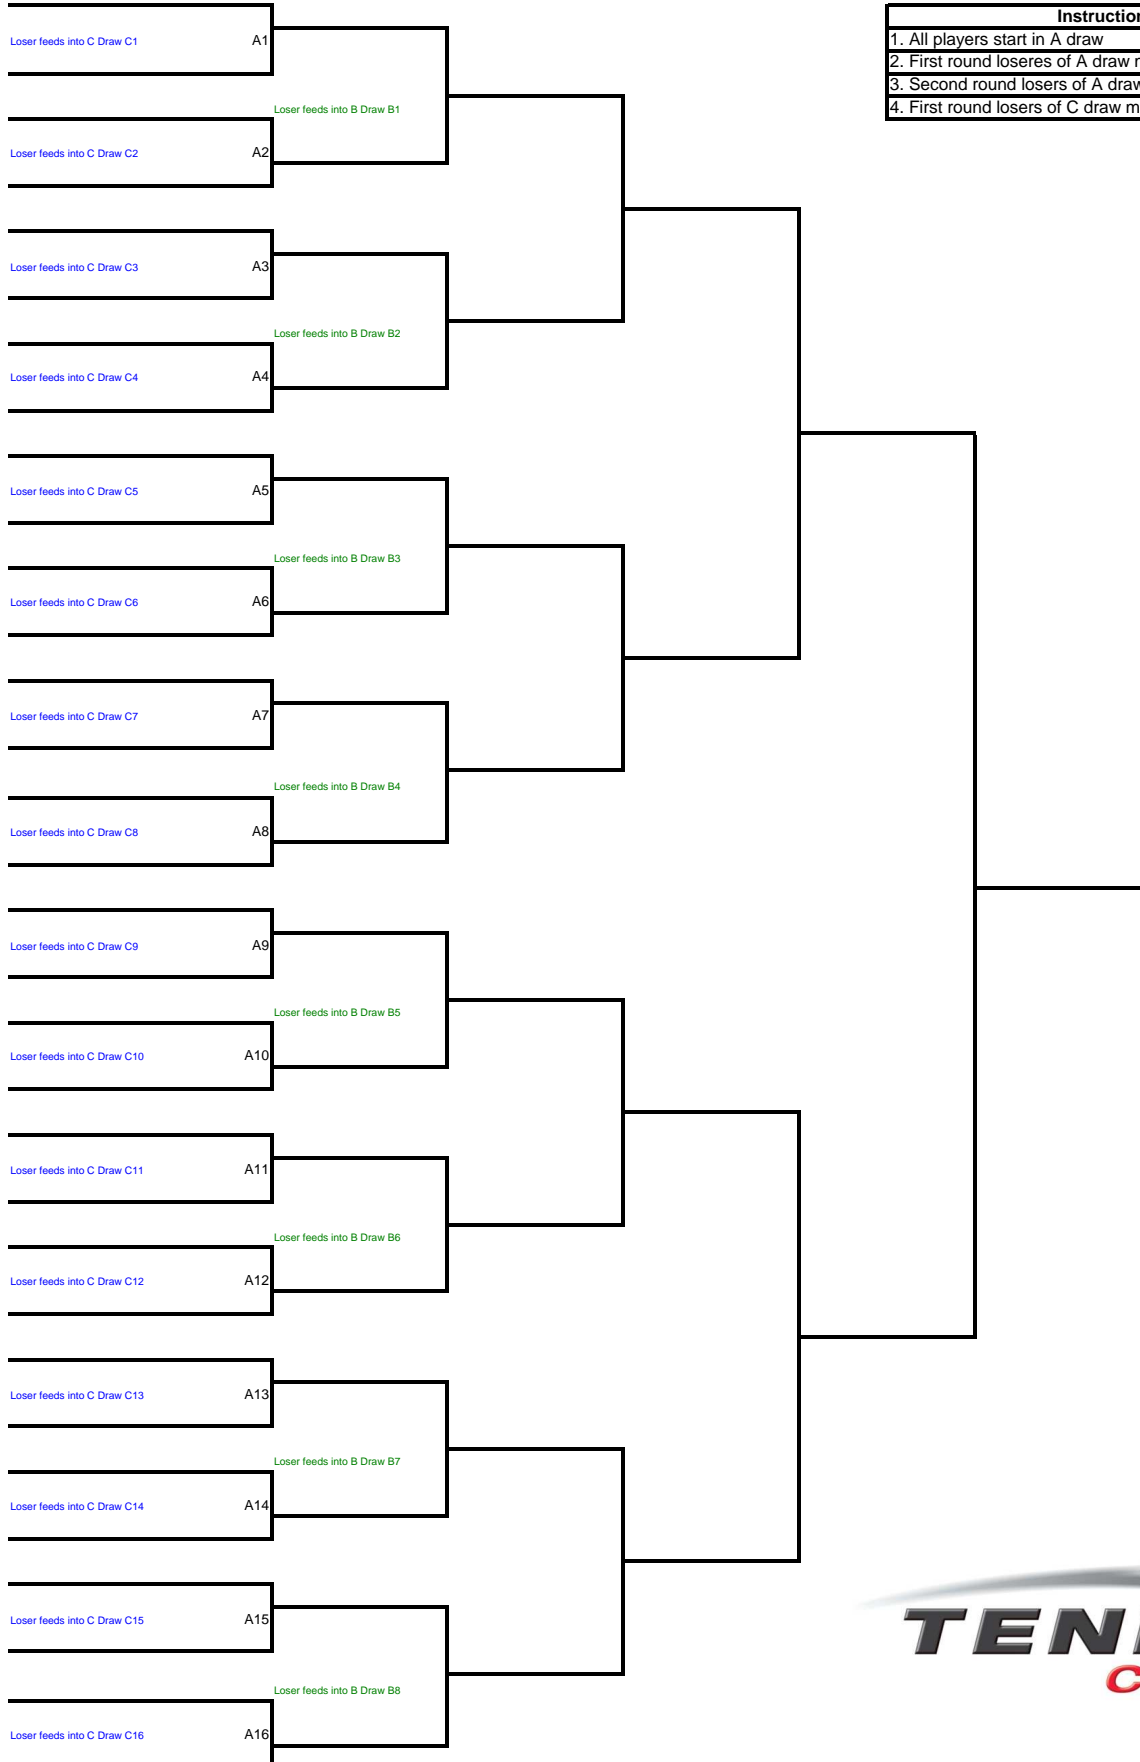 Instruction
1. All players start in A draw
2. First round loseres of A draw
3. Second round losers of A draw
4. First round losers of C draw
Loser feeds into C Draw C1 A1
Loser feeds into B Draw B1
Loser feeds into C Draw C2 A2
Loser feeds into C Draw C3 A3
Loser feeds into B Draw B2
Loser feeds into C Draw C4 A4
Loser feeds into C Draw C5 A5
Loser feeds into B Draw B3
Loser feeds into C Draw C6 A6
Loser feeds into C Draw C7 A7
Loser feeds into B Draw B4
Loser feeds into C Draw C8 A8
Loser feeds into C Draw C9 A9
Loser feeds into B Draw B5
Loser feeds into C Draw C10 A10
Loser feeds into C Draw C11 A11
Loser feeds into B Draw B6
Loser feeds into C Draw C12 A12
Loser feeds into C Draw C13 A13
Loser feeds into B Draw B7
Loser feeds into C Draw C14 A14
Loser feeds into C Draw C15 A15
Loser feeds into B Draw B8
Loser feeds into C Draw C16 A16
TEN
C